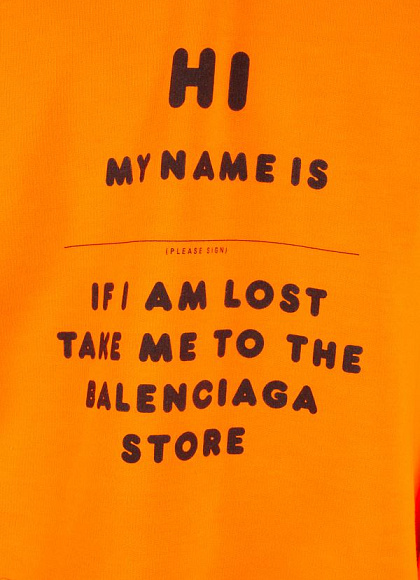 HI
MY NAME IS
(PLEASE SIGN)
IF I AM LOST
TAKE ME TO THE
BALENCIAGA
STORE